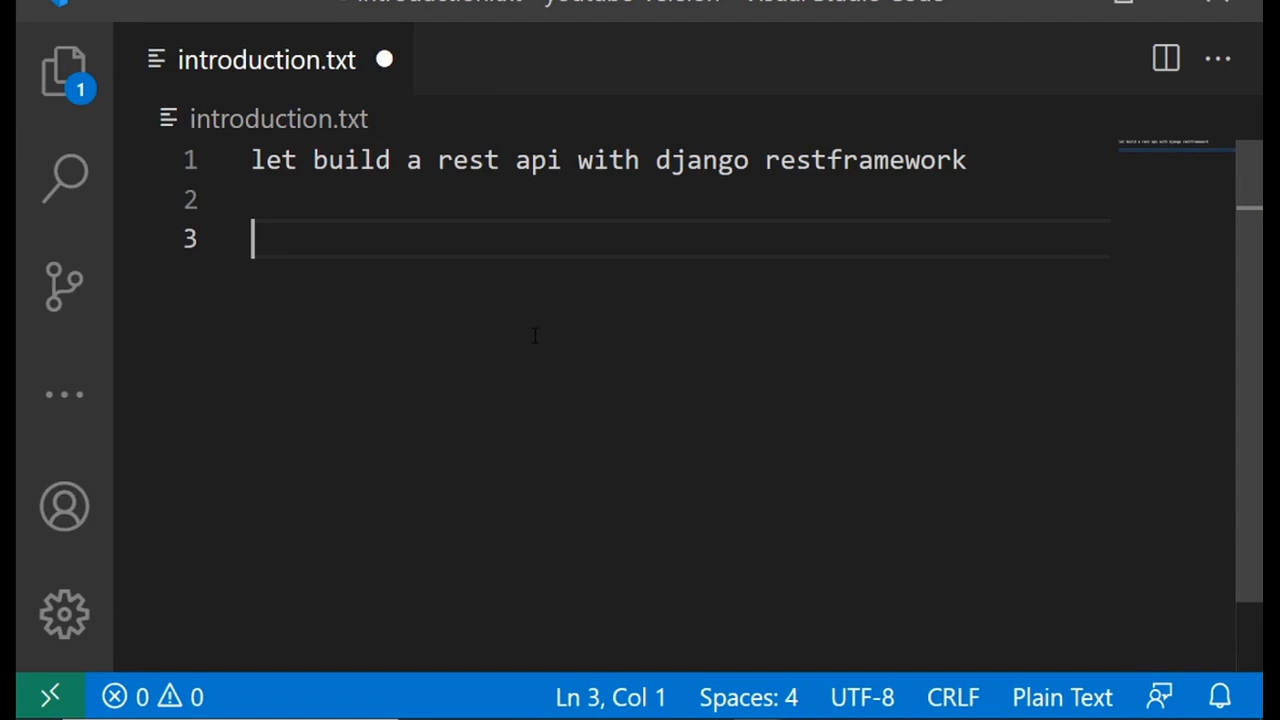 introduction.txt
1
introduction.txt
1 let build a rest api with django restframework
2
3
0 0 Ln 3, Col 1 Spaces: 4 UTF-8 CRLF Plain Text